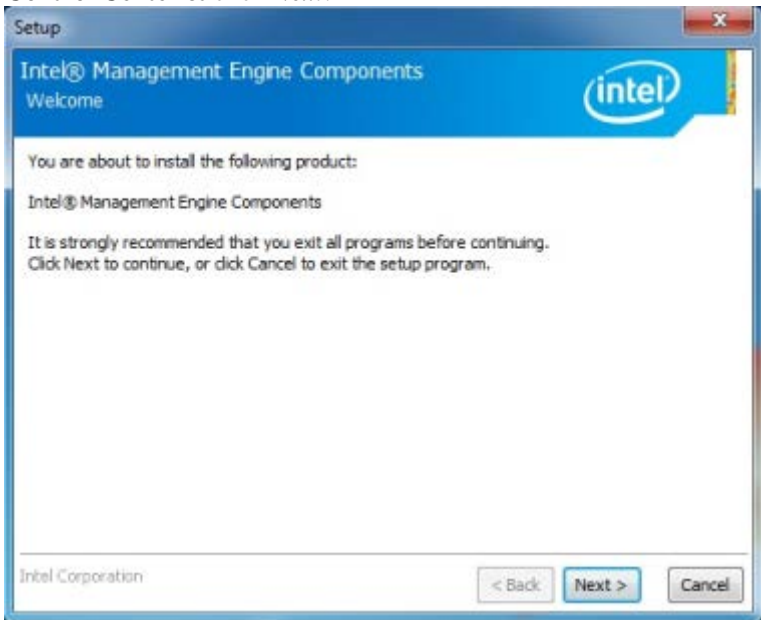 Setup
x
Intel® Management Engine Components
Welcome
intel
You are about to install the following product:
Intel® Management Engine Components
It is strongly recommended that you exit all programs before continuing.
Click Next to continue, or click Cancel to exit the setup program.
Intel Corporation
< Back
Next >
Cancel